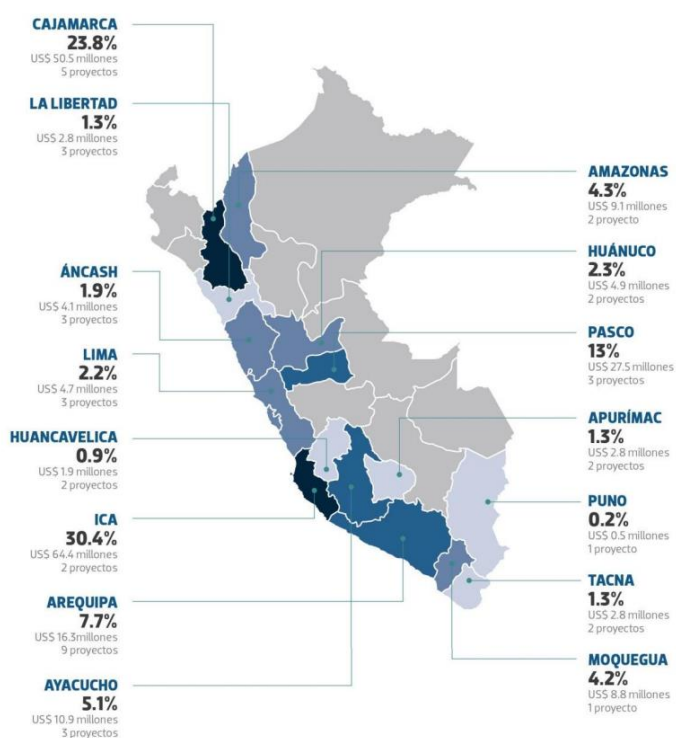 CAJAMARCA
23.8%
US$ 50.5 millones
5 proyectos
LA LIBERTAD
1.3%
US$ 2.8 millones
3 proyectos
ÁNCASH
1.9%
US$ 4.1 millones
3 proyectos
LIMA
2.2%
US$ 4.7 millones
3 proyectos
HUANCAVELICA
0.9%
US$ 1.9 millones
2 proyectos
ICA
30.4%
US$ 64.4 millones
2 proyectos
AREQUIPA
7.7%
US$ 16.3millones
9 proyectos
AYACUCHO
5.1%
US$ 10.9 millones
3 proyectos
AMAZONAS
4.3%
US$ 9.1 millones
2 proyecto
HUÁNUCO
2.3%
US$ 4.9 millones
2 proyectos
PASCO
13%
US$ 27.5 millones
3 proyectos
APURÍMAC
1.3%
US$ 2.8 millones
2 proyectos
PUNO
0.2%
US$ 0.5 millones
1 proyecto
TACNA
1.3%
US$ 2.8 millones
2 proyectos
MOQUEGUA
4.2%
US$ 8.8 millones
1 proyecto